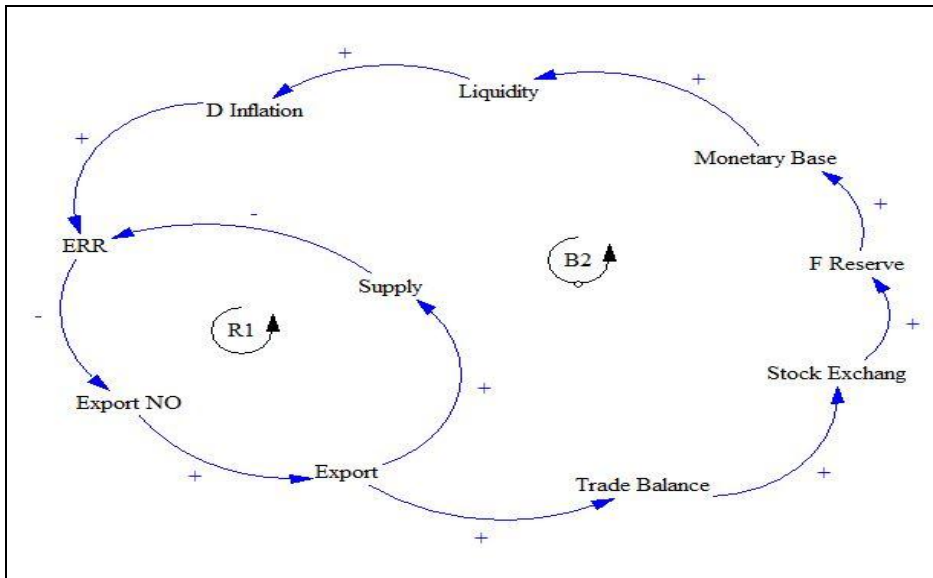 +
+
Liquidity
D Inflation
+
+
Monetary Base
+
-
ERR
B2
F Reserve
Supply
-
R1
+
Stock Exchang
+
Export NO
+
Export
+
Trade Balance
+